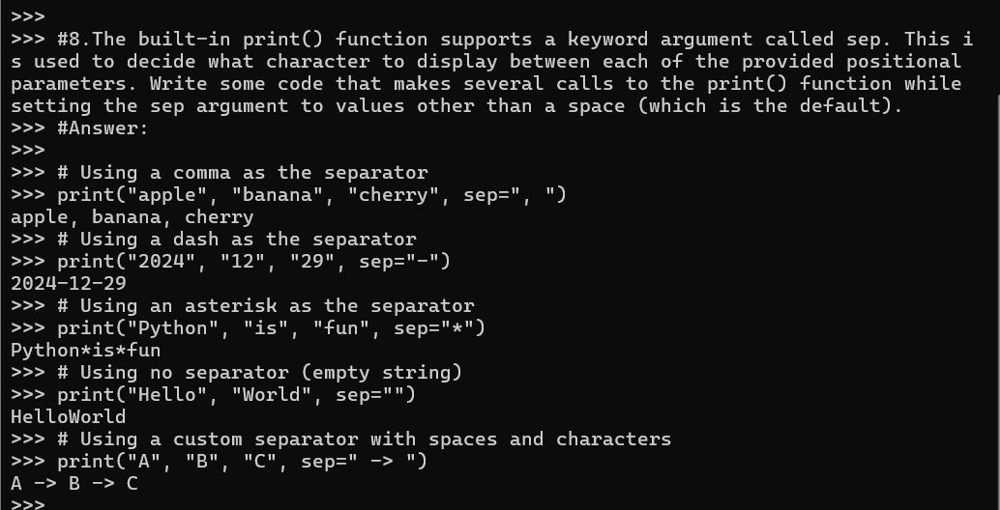 >>>
>>> #8.The built-in print() function supports a keyword argument called sep. This i
s used to decide what character to display between each of the provided positional
parameters. Write some code that makes several calls to the print() function while
setting the sep argument to values other than a space (which is the default).
>>> #Answer:
>>>
>>> # Using a comma as the separator
>>> print("apple", "banana", "cherry", sep=", ")
apple, banana, cherry
>>> # Using a dash as the separator
>>> print("2024", "12", "29", sep="-")
2024-12-29
>>> # Using an asterisk as the separator
>>> print("Python", "is", "fun", sep="*")
Python*is*fun
>>> # Using no separator (empty string)
>>> print("Hello", "World", sep="")
HelloWorld
>>> # Using a custom separator with spaces and characters
>>> print("A", "B", "C", sep=" -> ")
A -> B -> C
>>>